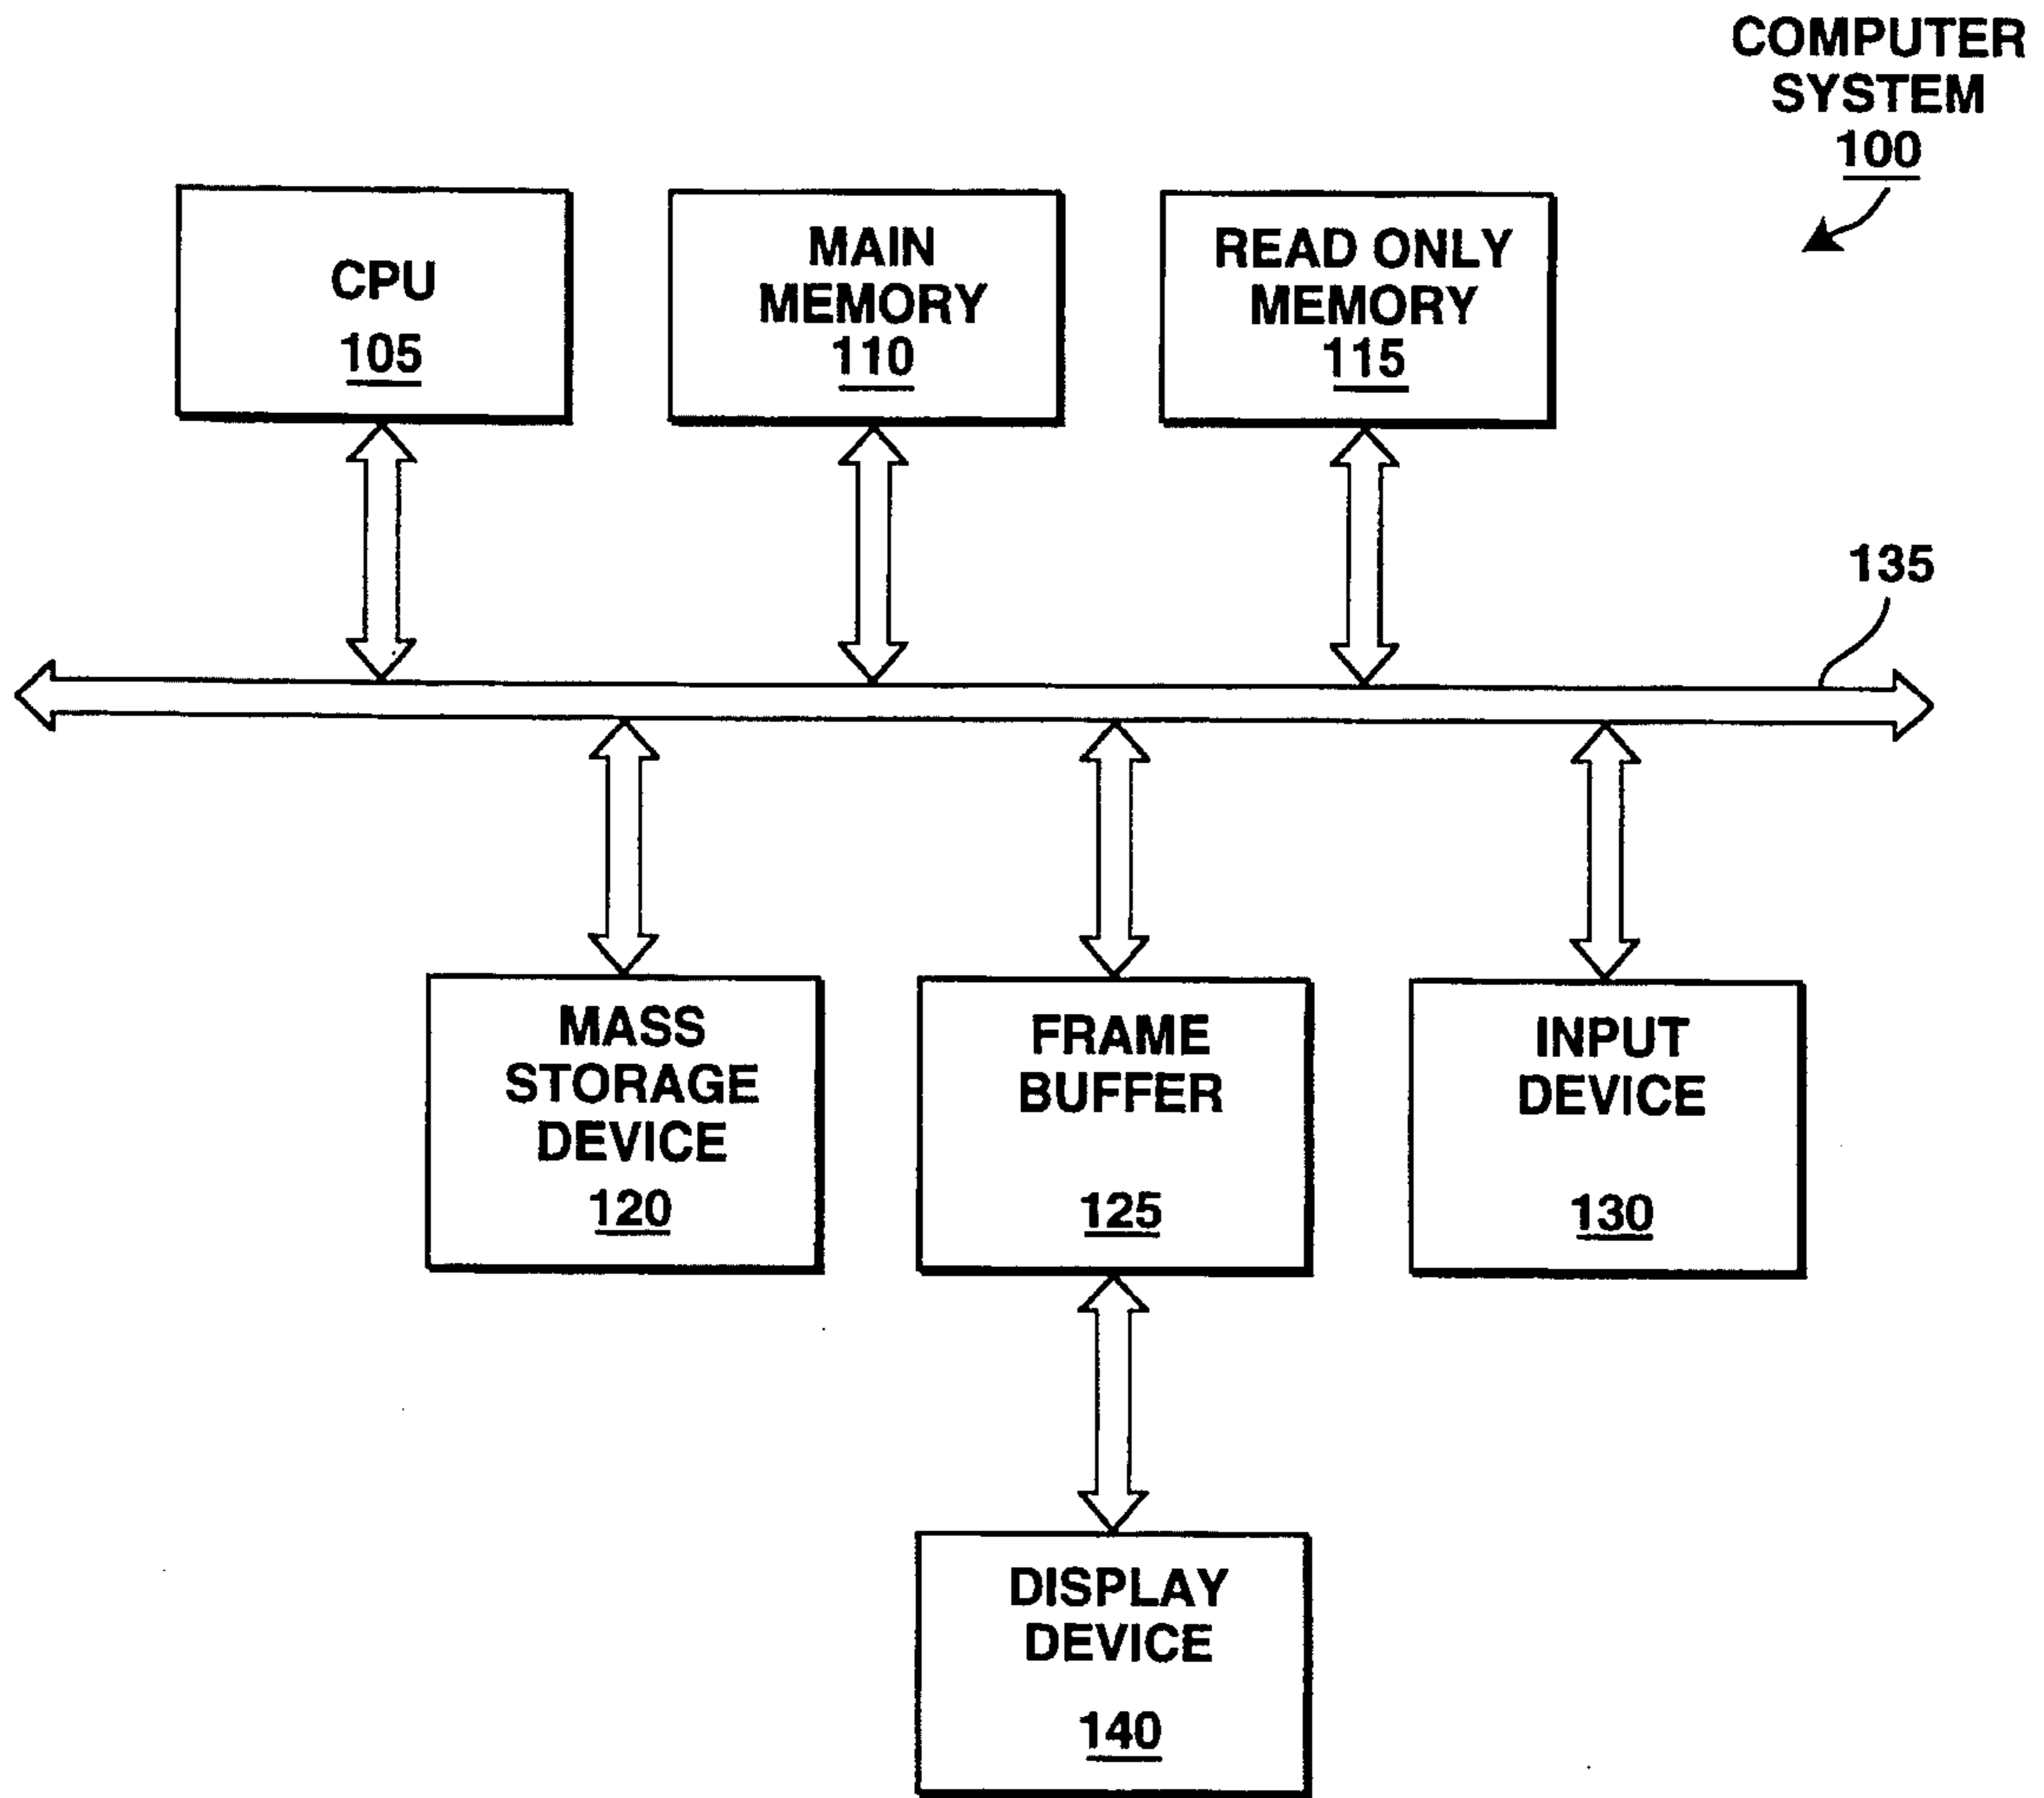 COMPUTER
SYSTEM
100
CPU
105
MAIN
MEMORY
110
READ ONLY
MEMORY
115
135
MASS
STORAGE
DEVICE
120
FRAME
BUFFER
125
INPUT
DEVICE
130
DISPLAY
DEVICE
140